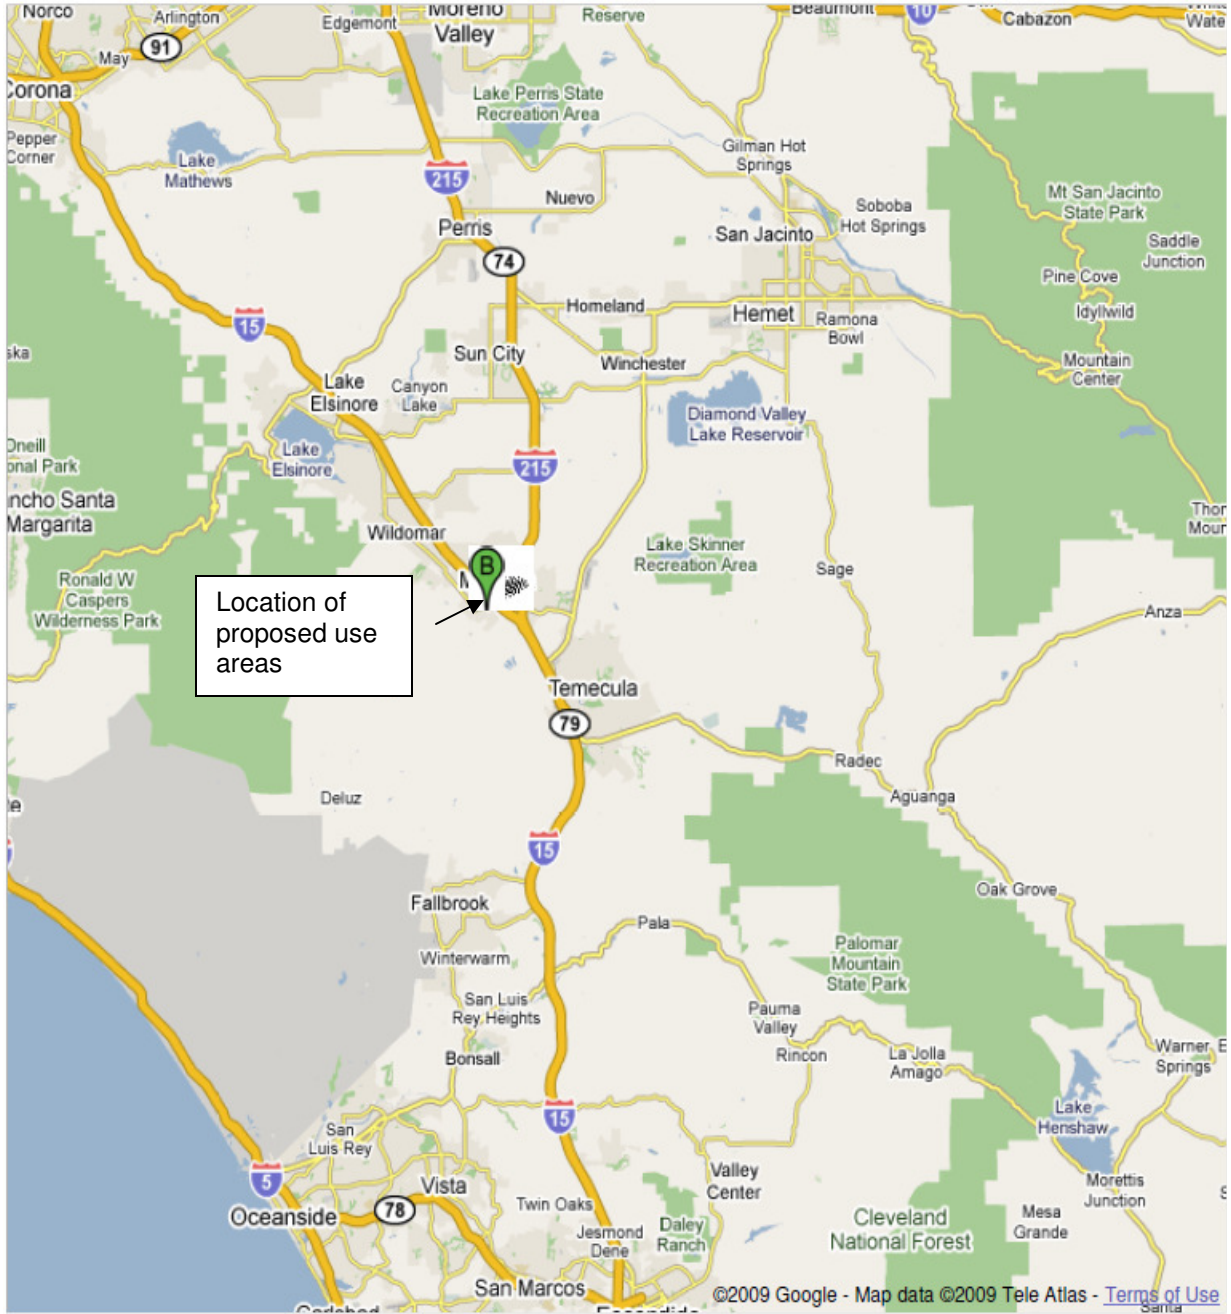 Norco
Arlington
Edgemont
Moreno
Valley
Reserve
Beaumont
10
Cabazon
91
May
Corona
Lake Perris State
Recreation Area
Pepper
Corner
Lake
Mathews
Gilman Hot
Springs
215
Nuevo
Mt San Jacinto
State Park
Soboba
Hot Springs
Perris
San Jacinto
Saddle
Junction
74
Pine Cove
Homeland
Hemet
Idyllwild
15
Ramona
Bowl
Sun City
Winchester
Mountain
Center
Lake
Elsinore
Canyon
Lake
Diamond Valley
Lake Reservoir
Lake
Elsinore
215
ncho Santa
Margarita
Wildomar
Lake Skinner
Recreation Area
B
Sage
Ronald W
Caspers
Wilderness Park
Location of
proposed use
areas
Anza
Temecula
79
Radec
Deluz
Aguanga
15
Oak Grove
Fallbrook
Pala
Winterwarm
Palomar
Mountain
State Park
San Luis
Rey Heights
Pauma
Valley
Bonsall
Rincon
La Jolla
Amago
Warner
Springs
15
Lake
Henshaw
San
Luis Rey
5
Vista
Valley
Center
Morettis
Junction
Oceanside
78
Twin Oaks
Jesmond
Dene
Daley
Ranch
Cleveland
National Forest
Mesa
Grande
San Marcos
©2009 Google - Map data ©2009 Tele Atlas - Terms of Use